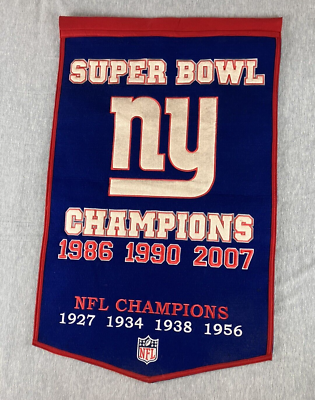 SUPER BOWL
ny
CHAMPIONS
1986 1990 2007
NFL CHAMPIONS
1927 1934 1938 1956
NFL